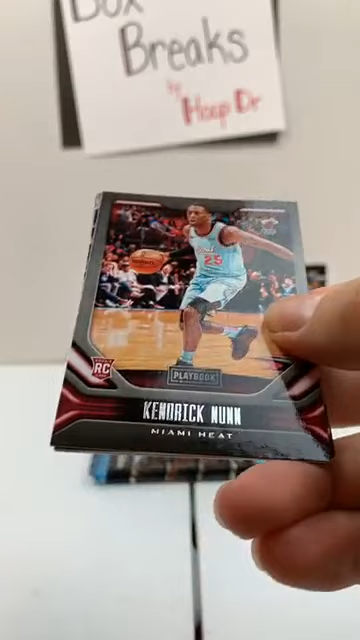 Box
Breaks
by
Hoop Dr
25
RC
PLAYBOOK
KENDRICK NUNN
MIAMI HEAT